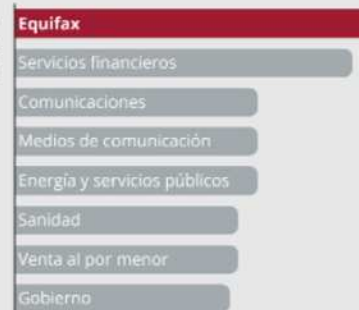 Equifax
Servicios financieros
Comunicaciones
Medios de comunicación
Energía y servicios públicos
Sanidad
Venta al por menor
Gobierno